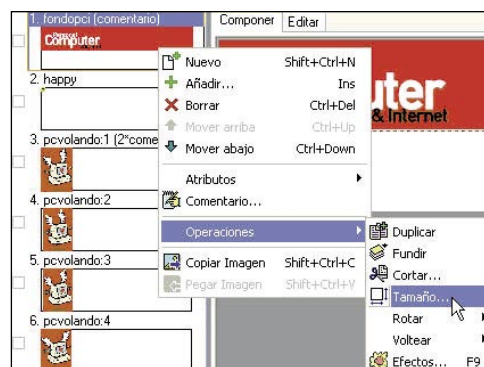 1. fondopci (comentario)
Personal
Computer
2. happy
3. pcvolando:1 (2*come
4. pcvolando:2
5. pcvolando:3
6. pcvolando:4
Componer Editar
uter
& Internet
Nuevo Shift+Ctrl+N
Añadir... Ins
Borrar Ctrl+Del
Mover arriba Ctrl+Up
Mover abajo Ctrl+Down
Atributos
Comentario...
Operaciones
Copiar Imagen Shift+Ctrl+C
Pegar Imagen Shift+Ctrl+V
Duplicar
Fundir
Cortar...
Tamaño...
Rotar
Voltear
Efectos... F9